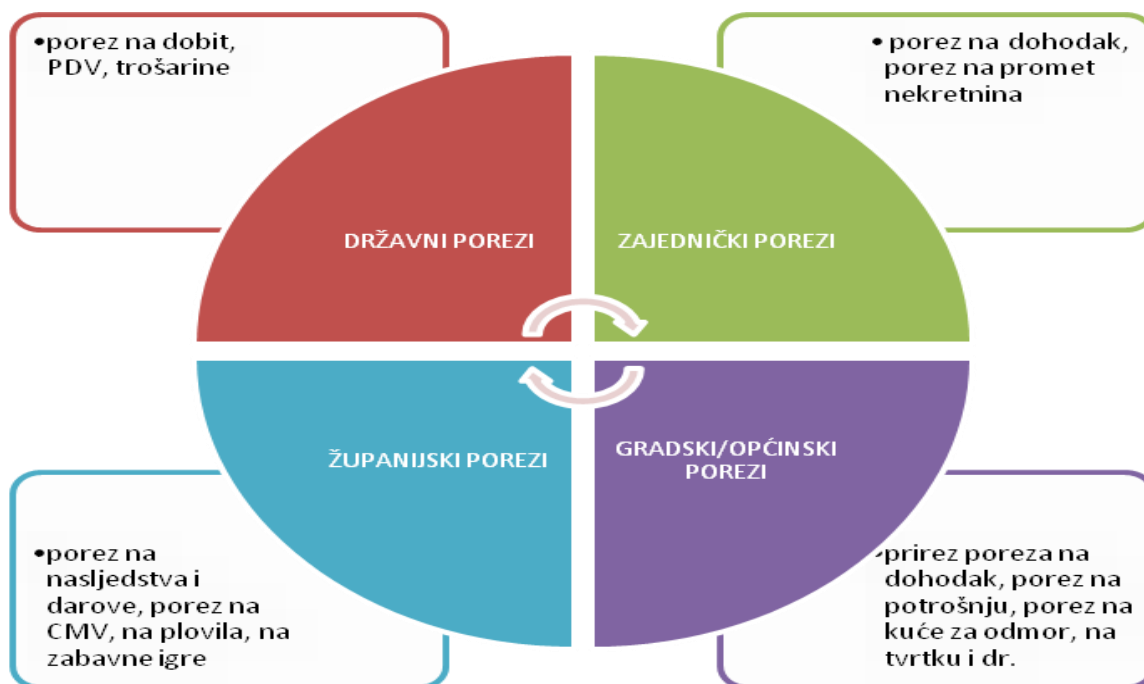 •porez na dobit,
PDV, trošarine
• porez na dohodak,
porez na promet
nekretnina
DRŽAVNI POREZI
ZAJEDNIČKI POREZI
ŽUPANIJSKI POREZI
GRADSKI/OPĆINSKI
POREZI
•porez na
nasljedstva i
darove, porez na
CMV, na plovila, na
zabavne igre
•prirez poreza na
dohodak, porez na
potrošnju, porez na
kuće za odmor, na
tvrtku i dr.